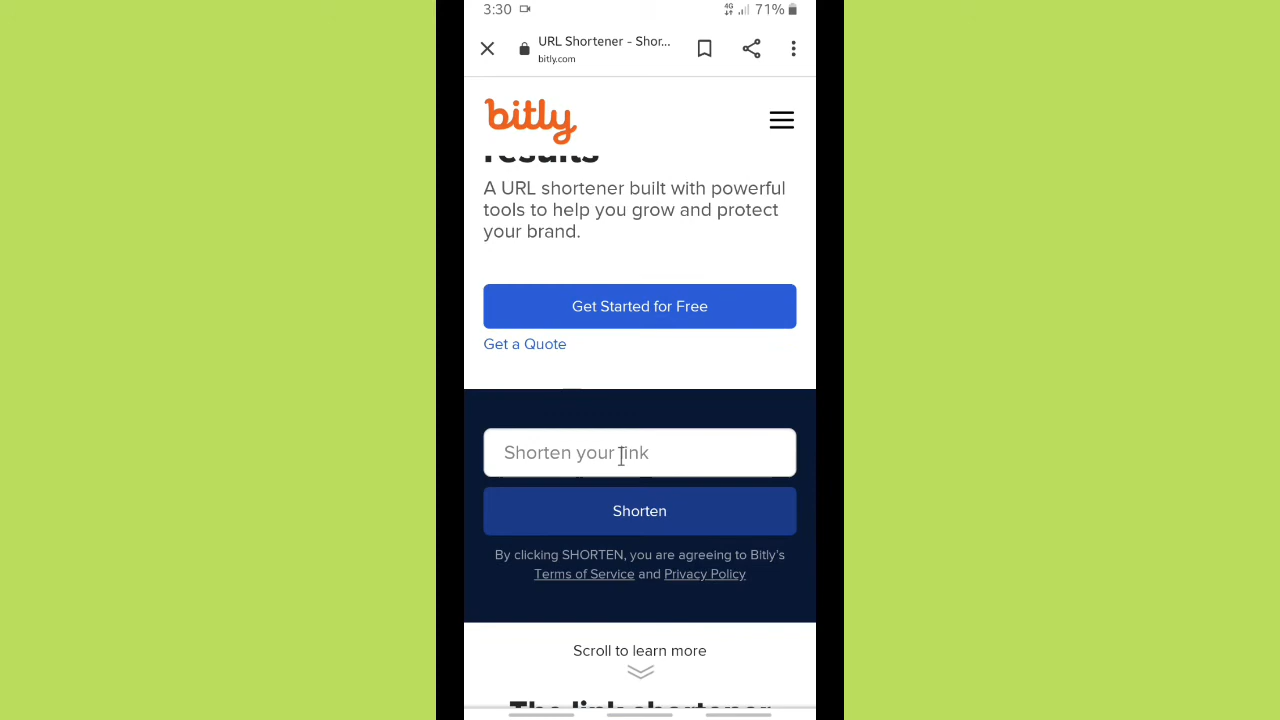 3:30 4G 71%
URL Shortener - Shor...
bitly.com
bitly
results
A URL shortener built with powerful
tools to help you grow and protect
your brand.
Get Started for Free
Get a Quote
Shorten your link
Shorten
By clicking SHORTEN, you are agreeing to Bitly's
Terms of Service and Privacy Policy
Scroll to learn more
The link shortener